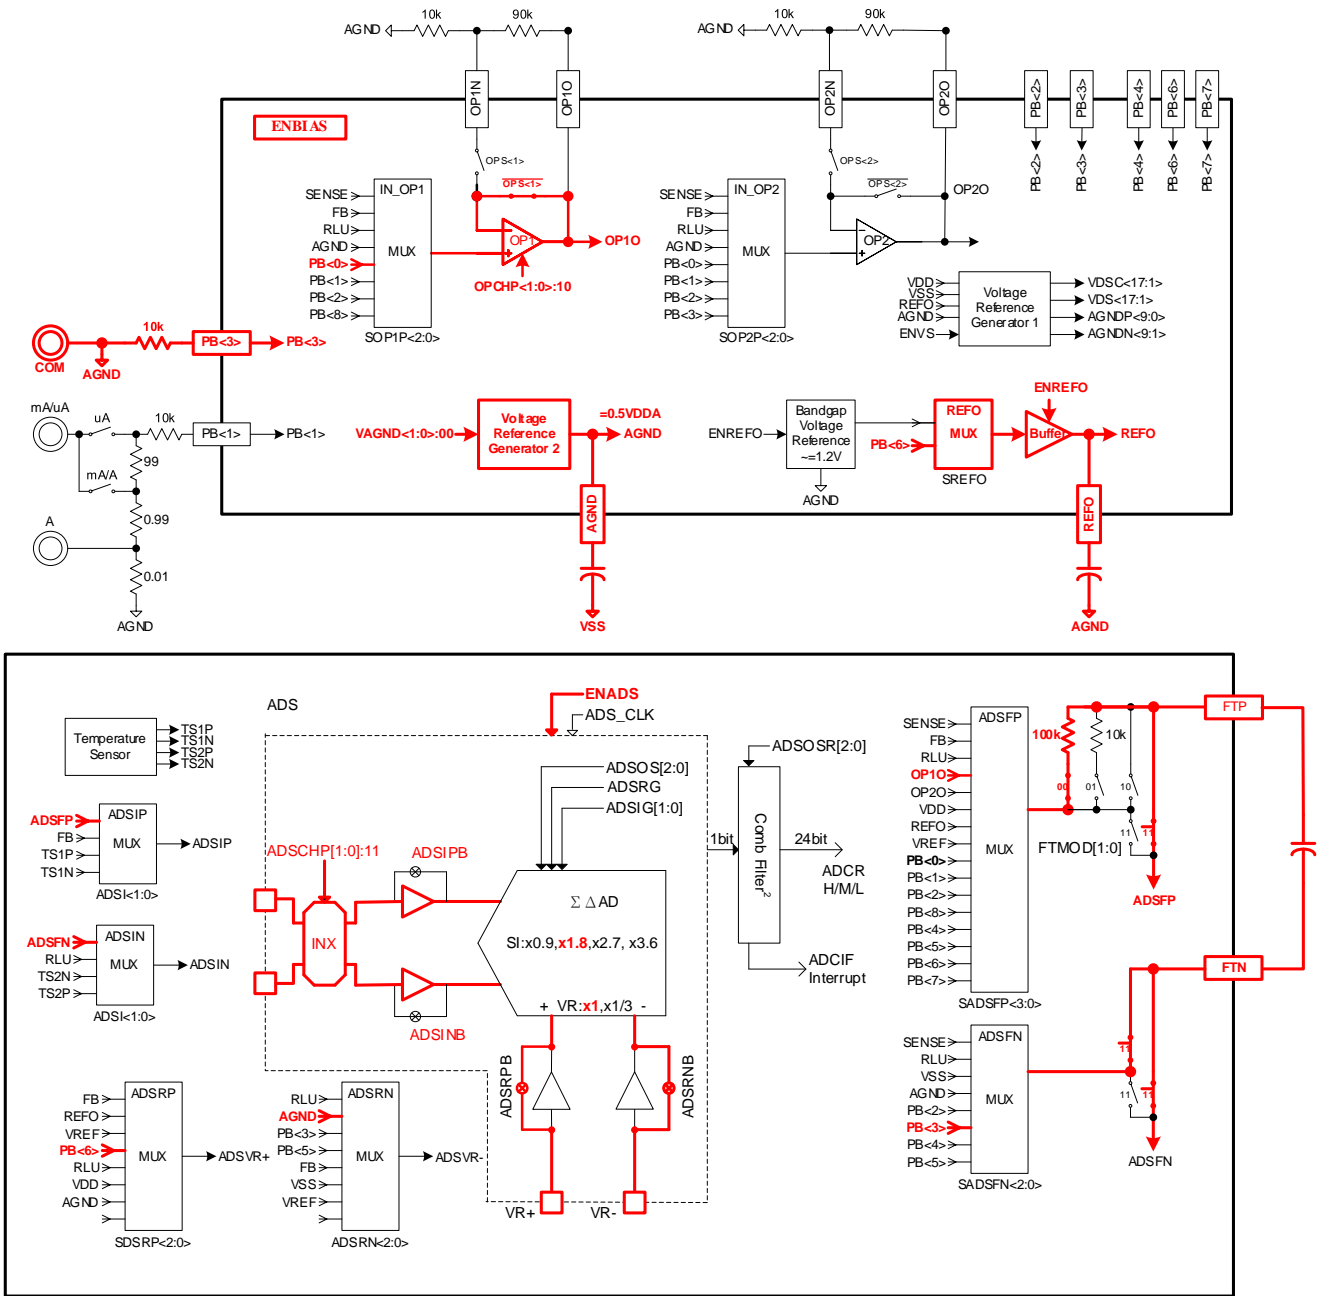 10k
90k
AGND
OP1N
OP1O
10k
90k
AGND
OP2N
OP2O
PB<2>
PB<3>
PB<4>
PB<6>
PB<7>
PB<2>
PB<3>
PB<4>
PB<6>
PB<7>
ENBIAS
OPS<1>
OPS<1>
IN_OP1
SENSE
FB
RLU
AGND
PB<0>
PB<1>
PB<2>
PB<8>
MUX
SOP1P<2:0>
OP1
OP1O
OPCHP<1:0>:10
OPS<2>
OPS<2>
OP2O
IN_OP2
SENSE
FB
RLU
AGND
PB<0>
PB<1>
PB<2>
PB<3>
MUX
SOP2P<2:0>
OP2
VDD
VSS
REFO
AGND
ENVS
Voltage
Reference
Generator 1
VDSC<17:1>
VDS<17:1>
AGNDP<9:0>
AGNDN<9:1>
COM
AGND
10k
PB<3>
PB<3>
mA/uA
uA
10k
PB<1>
PB<1>
99
mA/A
0.99
A
0.01
AGND
VAGND<1:0>:00
Voltage
Reference
Generator 2
=0.5VDDA
AGND
AGND
VSS
ENREFO
Bandgap
Voltage
Reference
~=1.2V
AGND
PB<6>
REFO
MUX
SREFO
ENREFO
Buffer
REFO
REFO
AGND
ADS
ENADS
ADS_CLK
Temperature
Sensor
TS1P
TS1N
TS2P
TS2N
ADSFP
FB
TS1P
TS1N
ADSIP
MUX
ADSIP
ADSI<1:0>
ADSFN
RLU
TS2N
TS2P
ADSIN
MUX
ADSIN
ADSI<1:0>
ADSCHP[1:0]:11
INX
ADSIPB
ADSINB
ADSOS[2:0]
ADSRG
ADSIG[1:0]
Σ Δ AD
SI:x0.9,x1.8,x2.7, x3.6
+ VR:x1,x1/3 -
ADSRPB
ADSRNB
VR+
VR-
1bit
ADSOSR[2:0]
Comb Filter²
24bit
ADCR
H/M/L
ADCIF
Interrupt
FB
REFO
VREF
PB<6>
RLU
VDD
AGND
ADSRP
MUX
ADSVR+
SDSRP<2:0>
RLU
AGND
PB<3>
PB<5>
FB
VSS
VREF
ADSRN
MUX
ADSVR-
ADSRN<2:0>
SENSE
FB
RLU
OP1O
OP2O
VDD
REFO
VREF
PB<0>
PB<1>
PB<2>
PB<8>
PB<4>
PB<5>
PB<6>
PB<7>
ADSFP
MUX
SADSFP<3:0>
100k
10k
00
01
10
11
11
FTMOD[1:0]
ADSFP
FTP
FTN
SENSE
RLU
VSS
AGND
PB<2>
PB<3>
PB<4>
PB<5>
ADSFN
MUX
SADSFN<2:0>
11
11
11
ADSFN